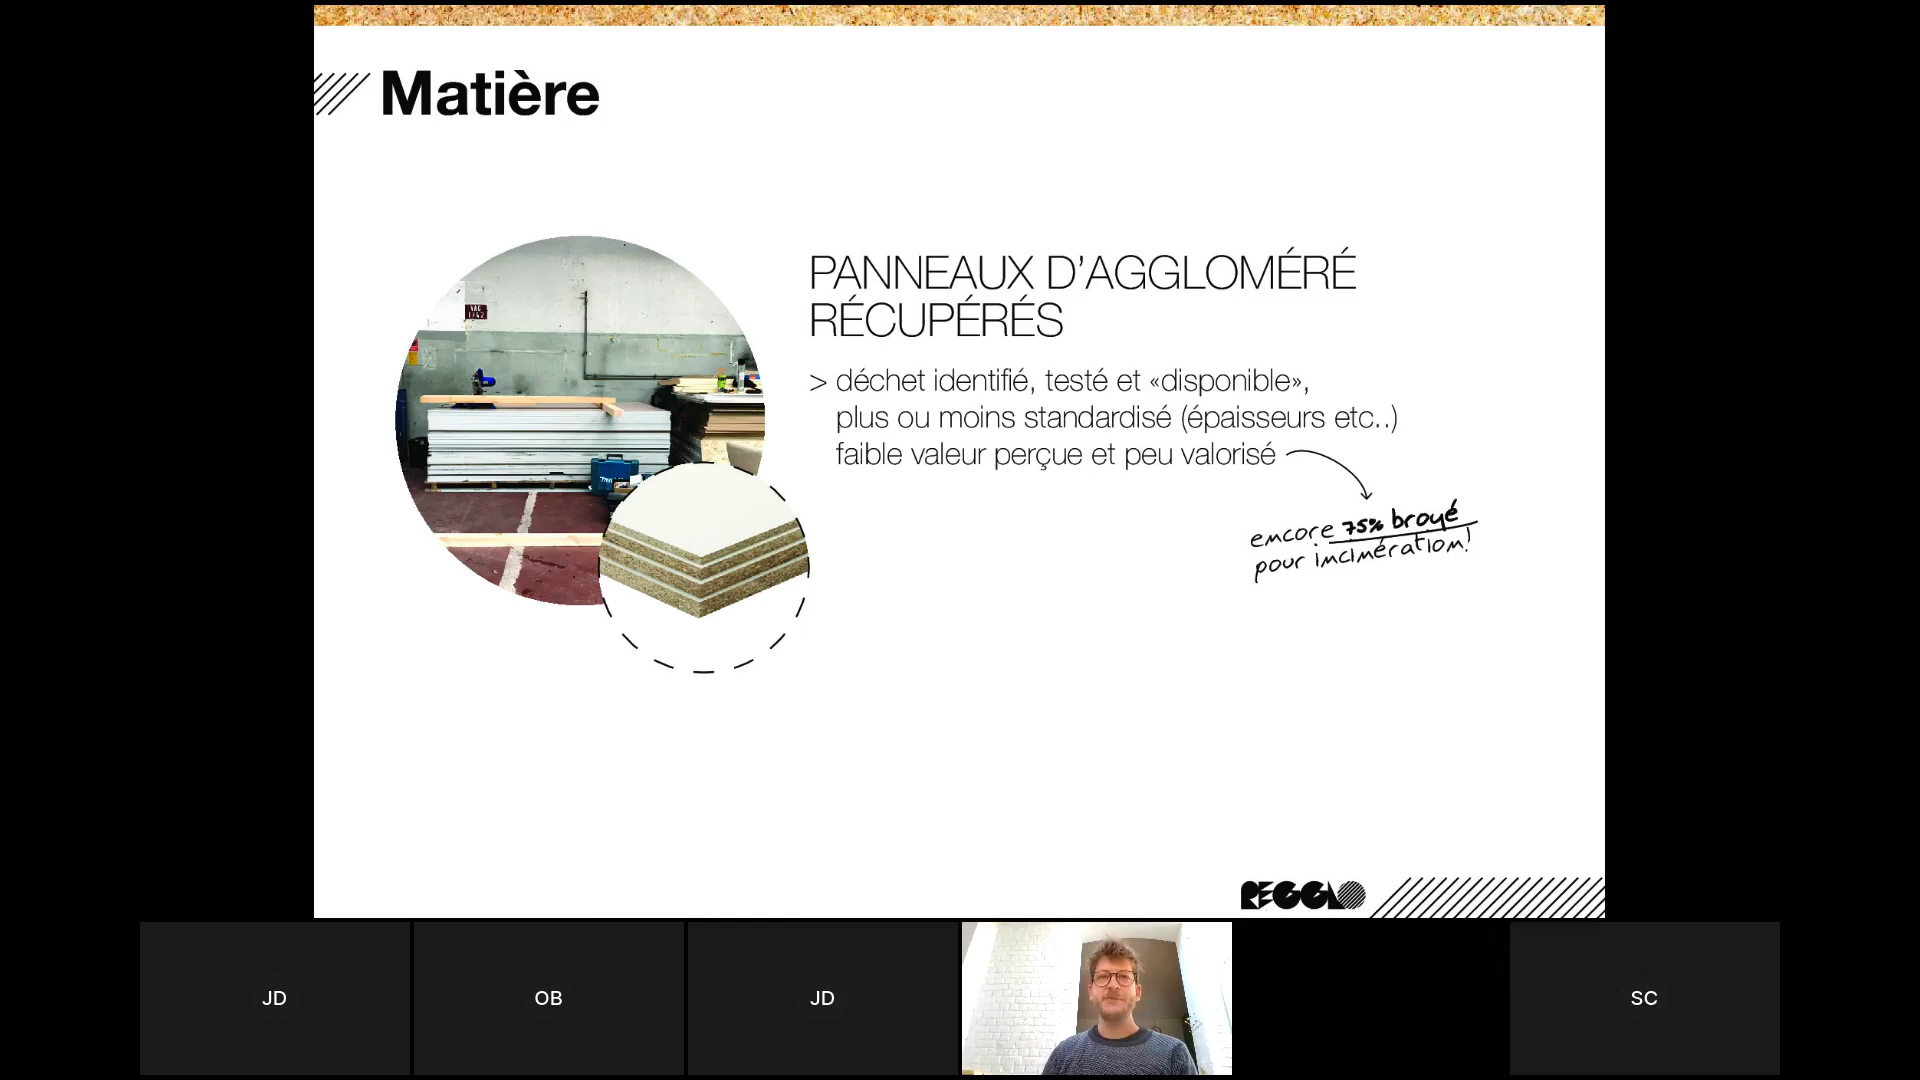 Matière
PANNEAUX D’AGGLOMÉRÉ
RÉCUPÉRÉS
> déchet identifié, testé et «disponible»,
plus ou moins standardisé (épaisseurs etc..)
faible valeur perçue et peu valorisé
encore 75% broyé
pour incinération!
REGGLO
JD
OB
JD
SC